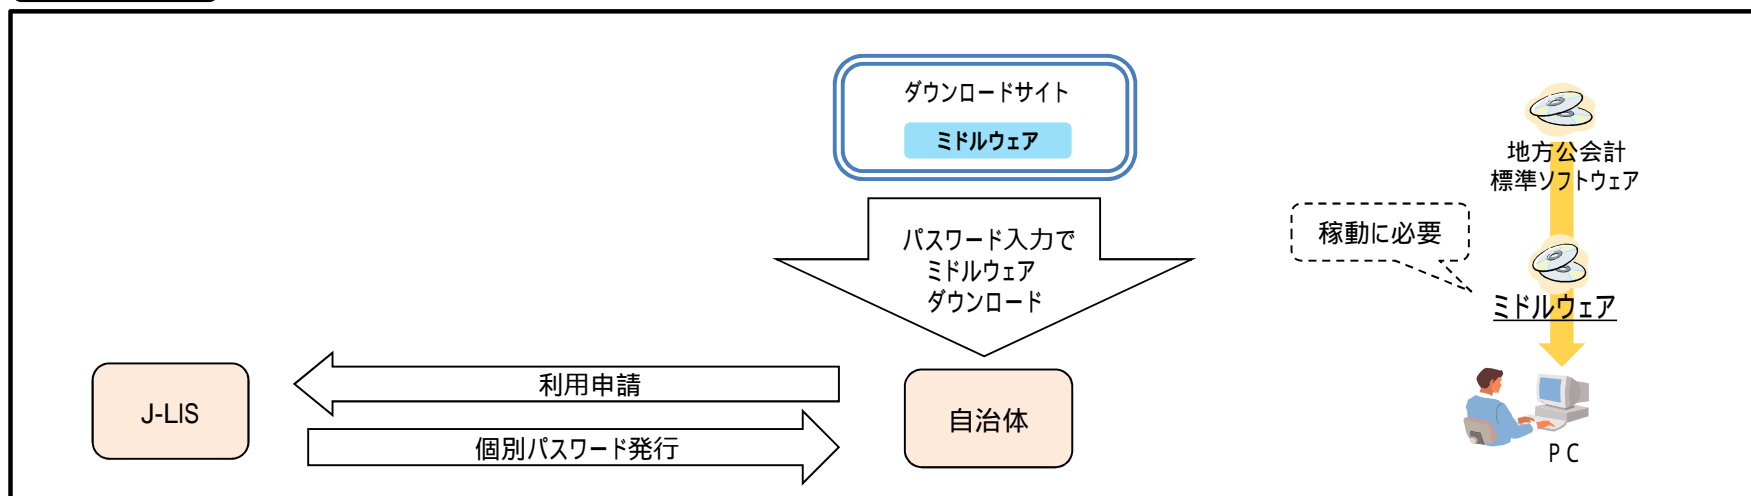 ダウンロードサイト
ミドルウェア
パスワード入力で
ミドルウェア
ダウンロード
利用申請
J-LIS
個別パスワード発行
自治体
地方公会計
標準ソフトウェア
稼動に必要
ミドルウェア
ＰＣ